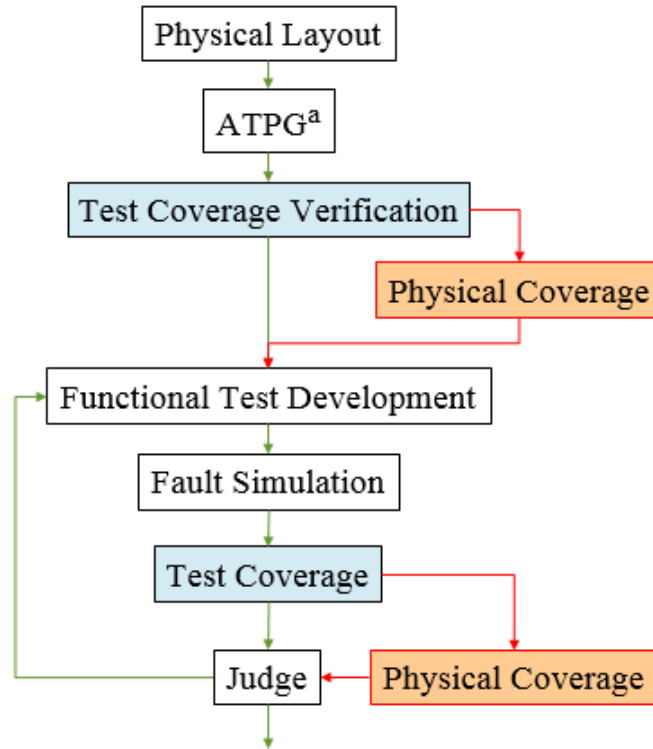 Physical Layout
ATPGᵃ
Test Coverage Verification
Physical Coverage
Functional Test Development
Fault Simulation
Test Coverage
Judge
Physical Coverage